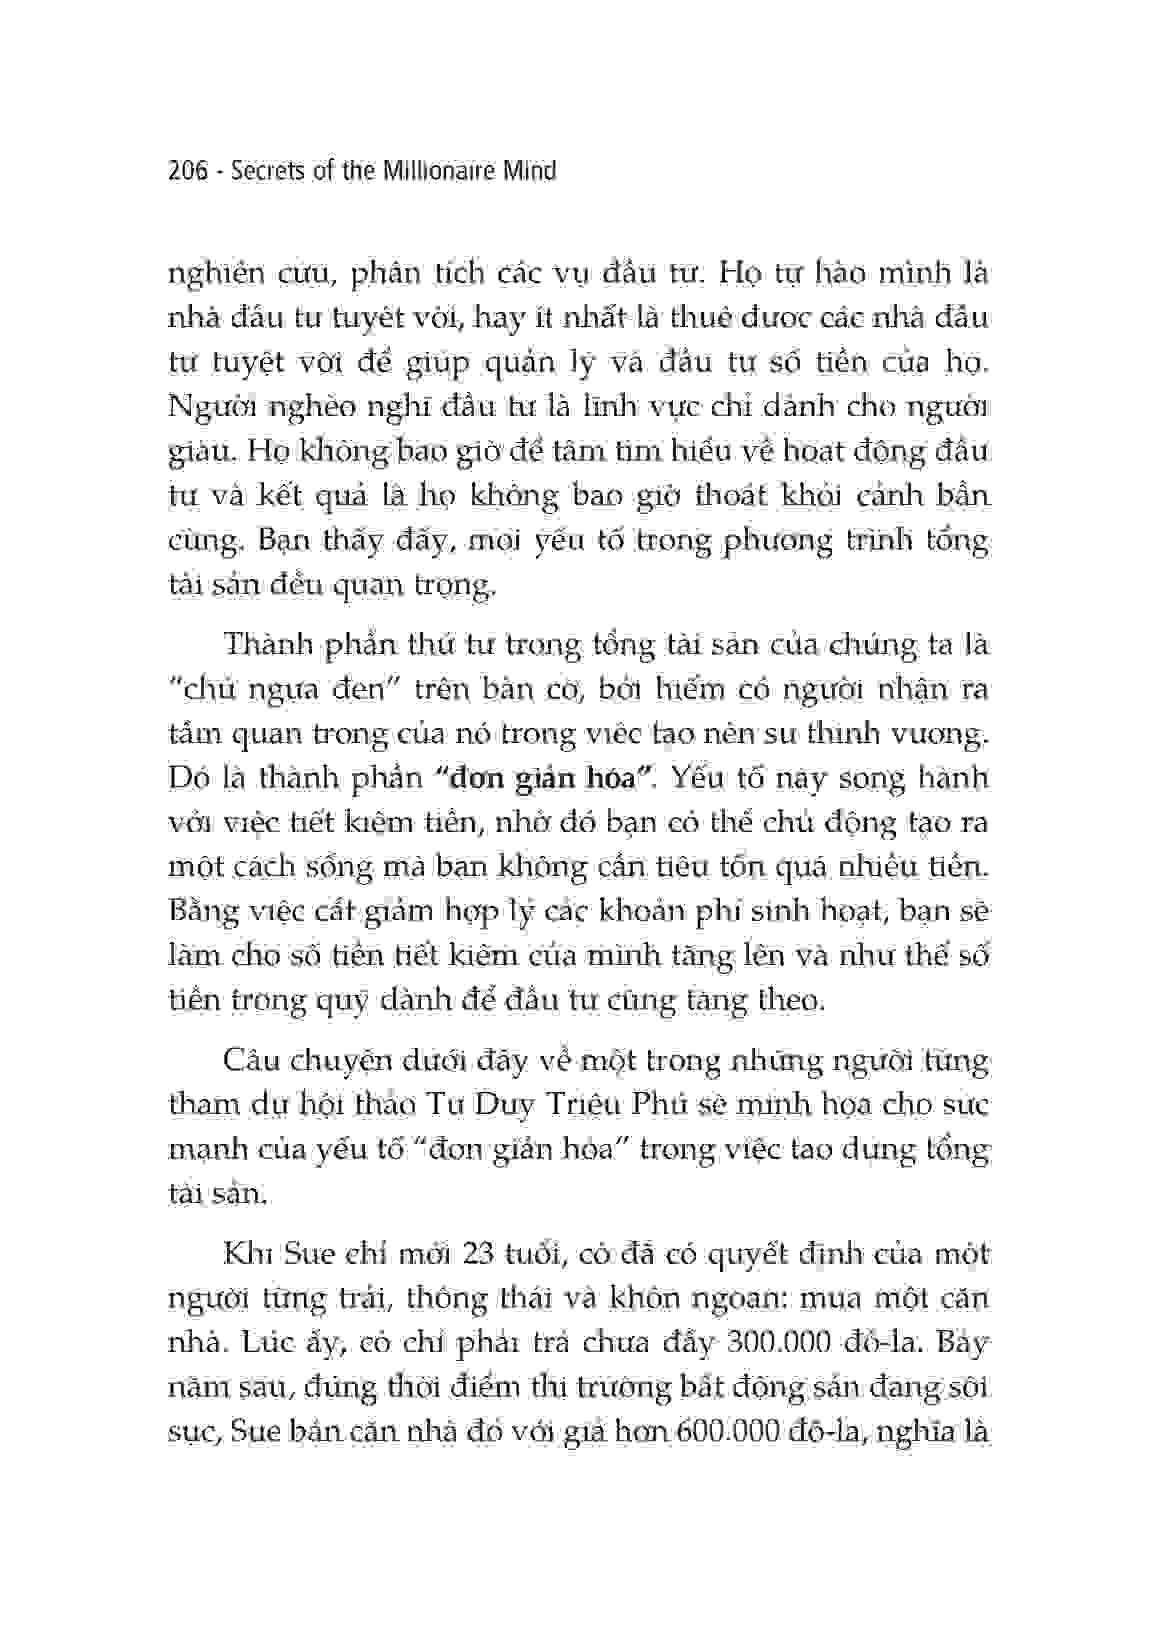 206 - Secrets of the Millionaire Mind
nghiên cứu, phân tích các vụ đầu tư. Họ tự hào mình là
nhà đầu tư tuyệt vời, hay ít nhất là thuê được các nhà đầu
tư tuyệt vời để giúp quản lý và đầu tư số tiền của họ.
Người nghèo nghĩ đầu tư là lĩnh vực chỉ dành cho người
giàu. Họ không bao giờ để tâm tìm hiểu về hoạt động đầu
tư và kết quả là họ không bao giờ thoát khỏi cảnh bần
cùng. Bạn thấy đấy, mọi yếu tố trong phương trình tổng
tài sản đều quan trọng.
Thành phần thứ tư trong tổng tài sản của chúng ta là
“chú ngựa đen” trên bàn cờ, bởi hiếm có người nhận ra
tầm quan trọng của nó trong việc tạo nên sự thịnh vượng.
Đó là thành phần “đơn giản hóa”. Yếu tố này song hành
với việc tiết kiệm tiền, nhờ đó bạn có thể chủ động tạo ra
một cách sống mà bạn không cần tiêu tốn quá nhiều tiền.
Bằng việc cắt giảm hợp lý các khoản phí sinh hoạt, bạn sẽ
làm cho số tiền tiết kiệm của mình tăng lên và như thế số
tiền trong quỹ dành để đầu tư cũng tăng theo.
Câu chuyện dưới đây về một trong những người từng
tham dự hội thảo Tư Duy Triệu Phú sẽ minh họa cho sức
mạnh của yếu tố “đơn giản hóa” trong việc tạo dựng tổng
tài sản.
Khi Sue chỉ mới 23 tuổi, cô đã có quyết định của một
người từng trải, thông thái và khôn ngoan: mua một căn
nhà. Lúc ấy, cô chỉ phải trả chưa đầy 300.000 đô-la. Bảy
năm sau, đúng thời điểm thị trường bất động sản đang sôi
sục, Sue bán căn nhà đó với giá hơn 600.000 đô-la, nghĩa là